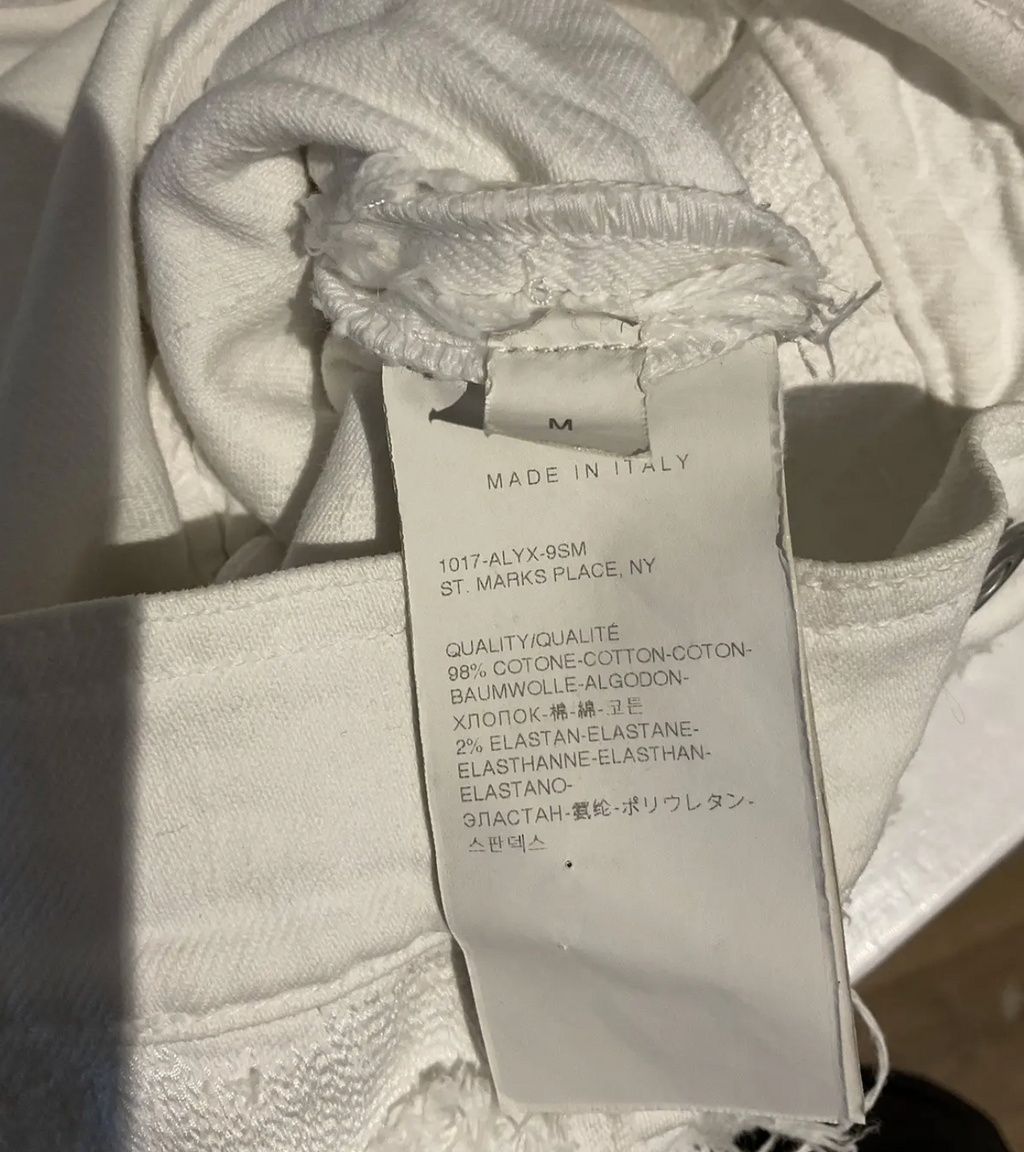 M
MADE IN ITALY
1017-ALYX-9SM
ST. MARKS PLACE, NY
QUALITY/QUALITÉ
98% COTONE-COTTON-COTON-
BAUMWOLLE-ALGODON-
ХЛОПОК-棉-綿-코튼
2% ELASTAN-ELASTANE-
ELASTHANNE-ELASTHAN-
ELASTANO-
ЭЛАСТАН-氨纶-ポリウレタン-
스판덱스